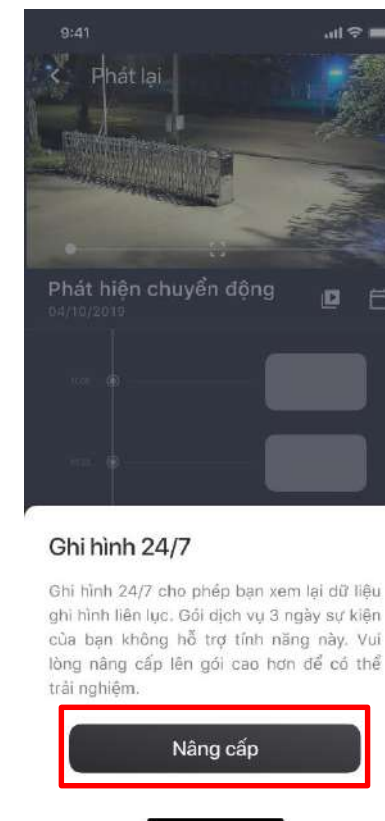 9:41
Phát lại
Phát hiện chuyển động
04/10/2019
Ghi hình 24/7
Ghi hình 24/7 cho phép bạn xem lại dữ liệu
ghi hình liên lục. Gói dịch vụ 3 ngày sự kiện
của bạn không hỗ trợ tính năng này. Vui
lòng nâng cấp lên gói cao hơn để có thể
trải nghiệm.
Nâng cấp